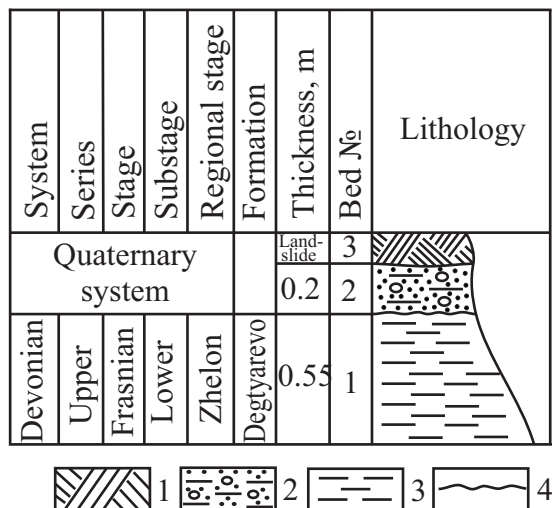 System
Series
Stage
Substage
Regional stage
Formation
Thickness, m
Bed №
Lithology
Quaternary
system
Land-
slide
3
0.2
2
Devonian
Upper
Frasnian
Lower
Zhelon
Degtyarevo
0.55
1
1
2
3
4